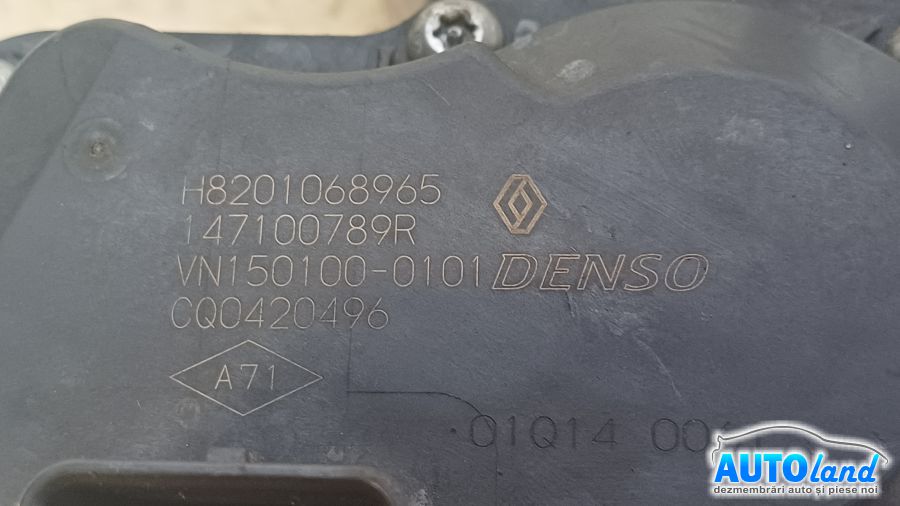 H8201068965
147100789R
VN150100-0101 DENSO
CQ0420496
A71
01Q14
AUTOland
dezmembrări auto și piese noi